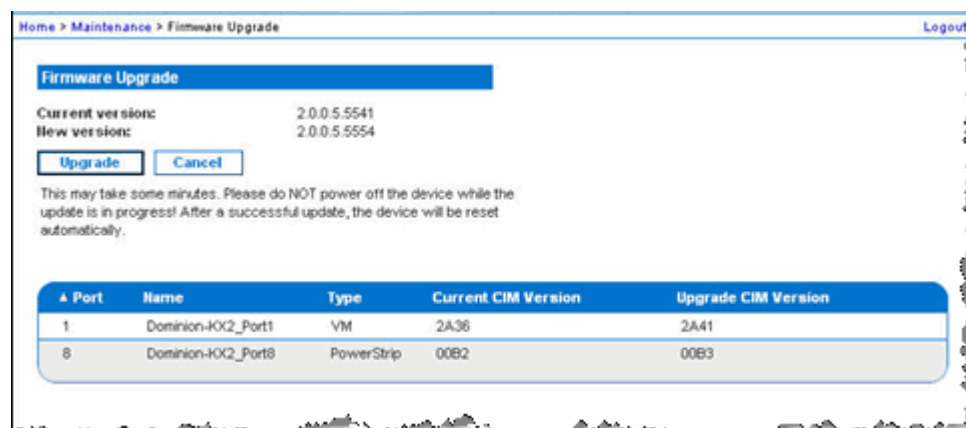 Home > Maintenance > Firmware Upgrade
Logout
Firmware Upgrade
Current version: 2.0.0.5.5541
New version: 2.0.0.5.5554
Upgrade Cancel
This may take some minutes. Please do NOT power off the device while the
update is in progress! After a successful update, the device will be reset
automatically.
▲ Port Name Type Current CIM Version Upgrade CIM Version
1 Dominion-KX2_Port1 VM 2A36 2A41
8 Dominion-KX2_Port8 PowerStrip 00B2 00B3